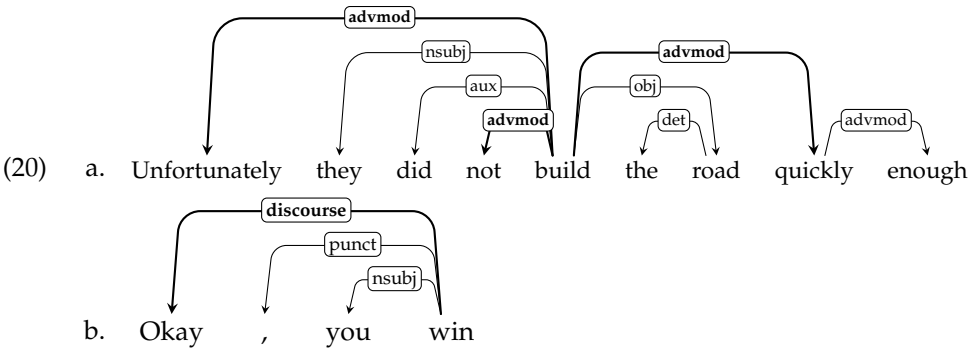 advmod
nsubj advmod
aux obj
advmod det advmod
(20) a. Unfortunately they did not build the road quickly enough
discourse
punct
nsubj
b. Okay , you win